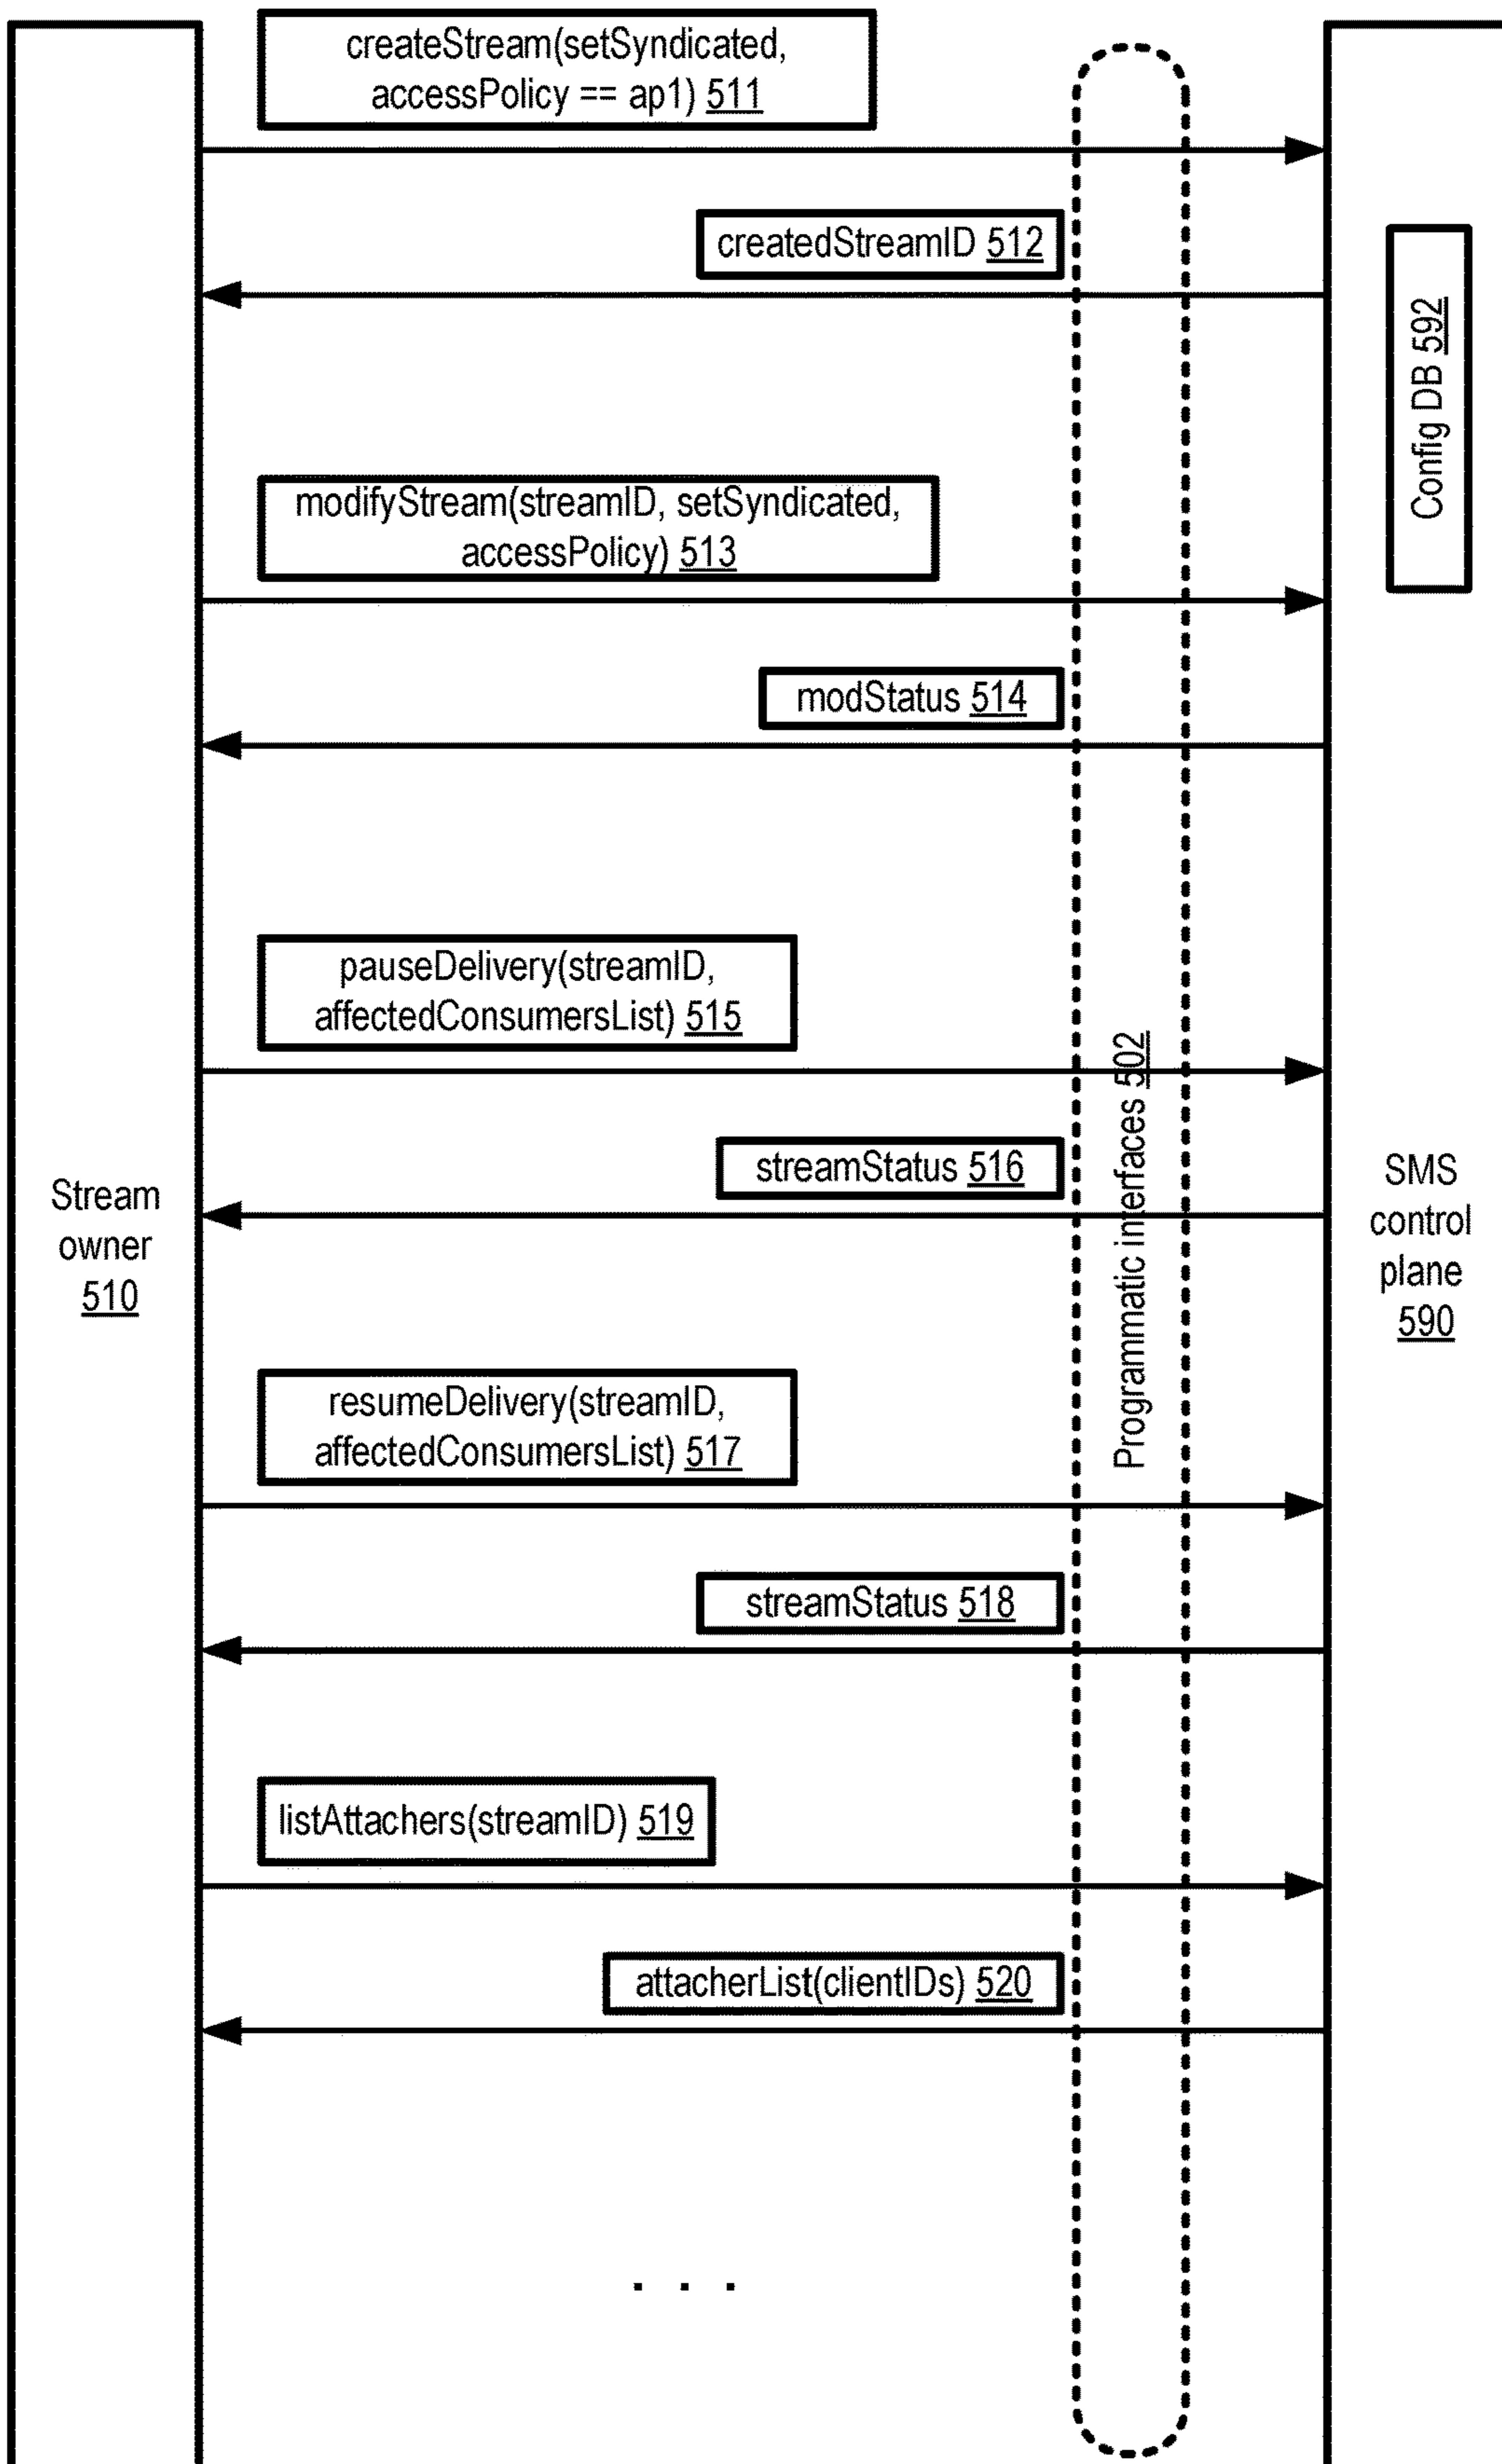 createStream(setSyndicated,
accessPolicy == ap1) 511
createdStreamID 512
Config DB 592
modifyStream(streamID, setSyndicated,
accessPolicy) 513
modStatus 514
pauseDelivery(streamID,
affectedConsumersList) 515
Programmatic interfaces 502
streamStatus 516
Stream
owner
510
SMS
control
plane
590
resumeDelivery(streamID,
affectedConsumersList) 517
streamStatus 518
listAttachers(streamID) 519
attacherList(clientIDs) 520
. . .